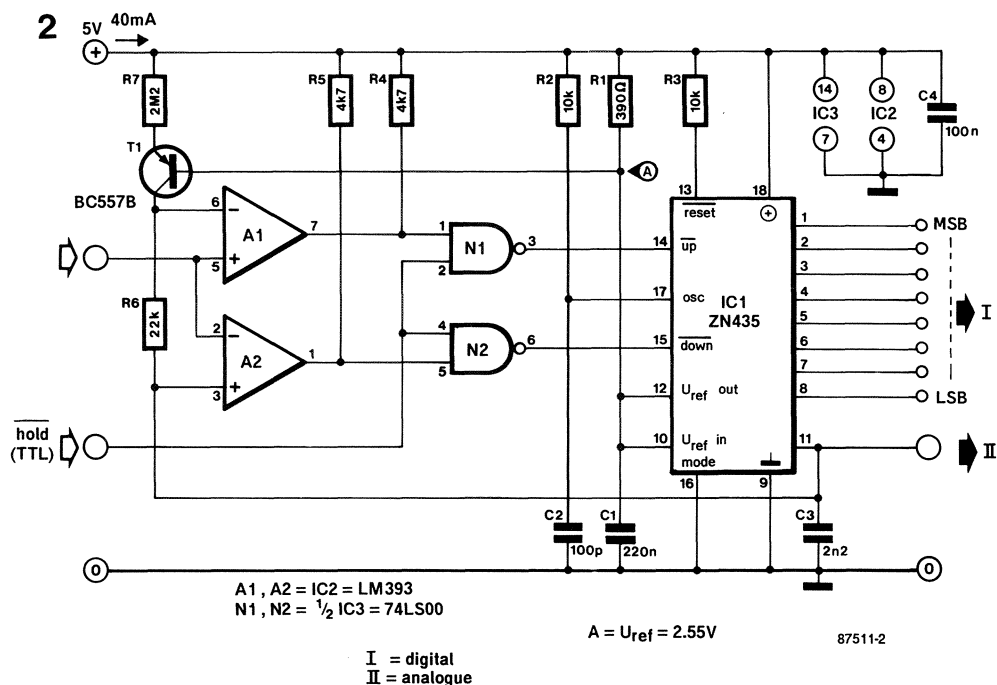 2
5V
40mA
+
R7
2M2
R5
4k7
R4
4k7
R2
10k
R1
390Ω
R3
10k
14
IC3
7
8
IC2
4
C4
100n
T1
BC557B
A
6
−
A1
7
+
5
1
N1
3
2
13
18
reset
+
14
up
17
osc
IC1
ZN435
15
down
12
Uref out
10
Uref in
mode
16
9
11
1
MSB
2
3
4
5
6
7
8
LSB
I
II
R6
22k
2
−
A2
1
+
3
4
N2
6
5
hold
(TTL)
C2
100p
C1
220n
C3
2n2
0
0
A1, A2 = IC2 = LM393
N1, N2 = ½ IC3 = 74LS00
A = Uref = 2.55V
87511-2
I = digital
II = analogue